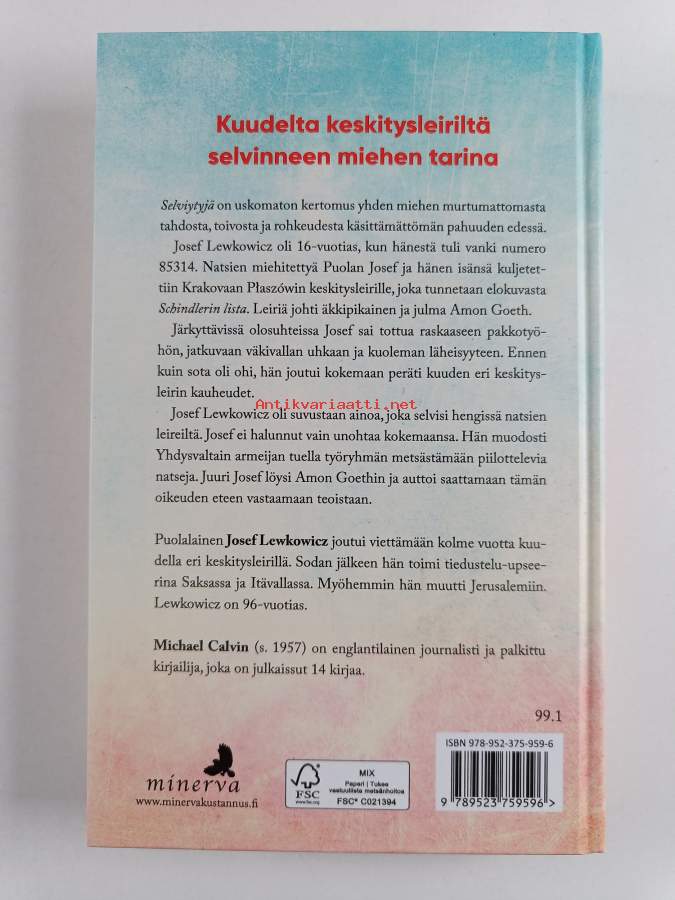 Kuudelta keskitysleiriltä
selvinneen miehen tarina
Selviytyjä on uskomaton kertomus yhden miehen murtumattomasta
tahdosta, toivosta ja rohkeudesta käsittämättömän pahuuden edessä.
Josef Lewkowicz oli 16-vuotias, kun hänestä tuli vanki numero
85314. Natsien miehitettyä Puolan Josef ja hänen isänsä kuljetet-
tiin Krakovaan Płaszówin keskitysleirille, joka tunnetaan elokuvasta
Schindlerin lista. Leiriä johti äkkipikainen ja julma Amon Goeth.
Järkyttävissä olosuhteissa Josef sai tottua raskaaseen pakkotyö-
hön, jatkuvaan väkivallan uhkaan ja kuoleman läheisyyteen. Ennen
kuin sota oli ohi, hän joutui kokemaan peräti kuuden eri keskitys-
leirin kauheudet.
Antikvariaatti.net
Josef Lewkowicz oli suvustaan ainoa, joka selvisi hengissä natsien
leireiltä. Josef ei halunnut vain unohtaa kokemaansa. Hän muodosti
Yhdysvaltain armeijan tuella työryhmän metsästämään piilottelevia
natseja. Juuri Josef löysi Amon Goethin ja auttoi saattamaan tämän
oikeuden eteen vastaamaan teoistaan.
Puolalainen Josef Lewkowicz joutui viettämään kolme vuotta kuu-
della eri keskitysleirillä. Sodan jälkeen hän toimi tiedustelu-upsee-
rina Saksassa ja Itävallassa. Myöhemmin hän muutti Jerusalemiin.
Lewkowicz on 96-vuotias.
Michael Calvin (s. 1957) on englantilainen journalisti ja palkittu
kirjailija, joka on julkaissut 14 kirjaa.
99.1
ISBN 978-952-375-959-6
9 789523 759596>
minerva
www.minervakustannus.fi
FSC
www.fsc.org
MIX
Paperi | Tukee
vastuullista metsänhoitoa
FSC® C021394